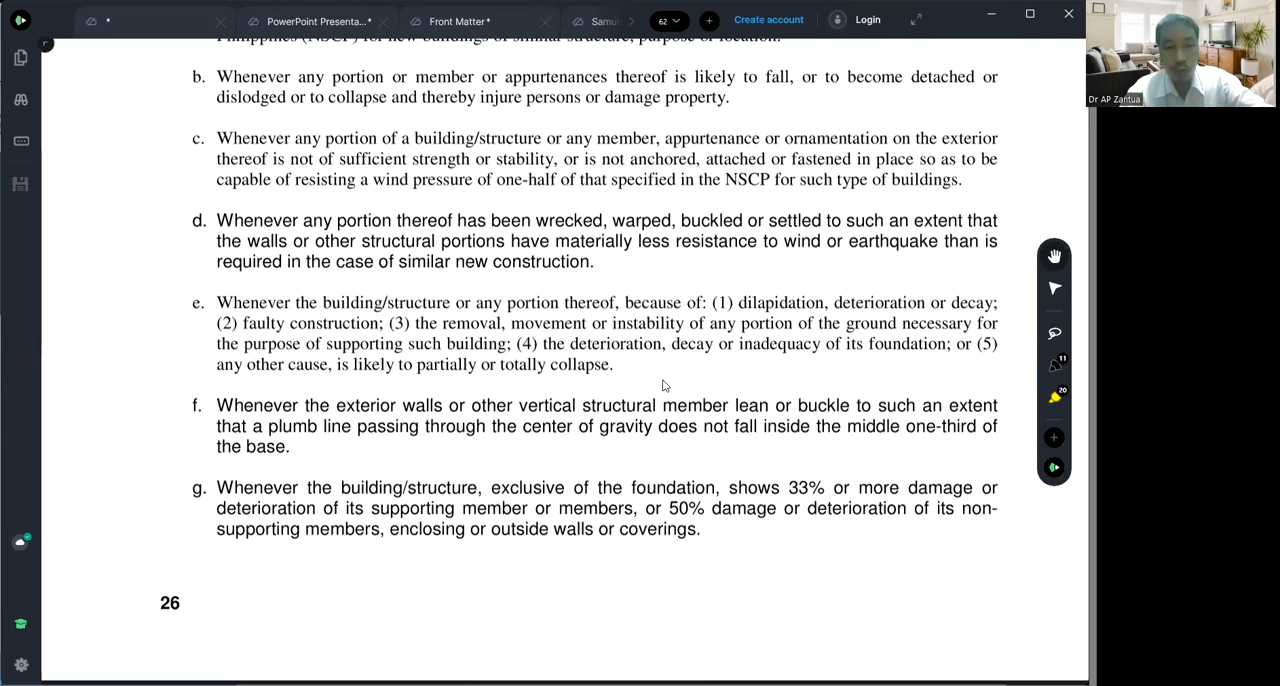 *
PowerPoint Presenta...*
Front Matter*
Samu
62
Create account
Login
Philippines (NSCP) for new buildings of similar structure, purpose or location.
b. Whenever any portion or member or appurtenances thereof is likely to fall, or to become detached or
dislodged or to collapse and thereby injure persons or damage property.
c. Whenever any portion of a building/structure or any member, appurtenance or ornamentation on the exterior
thereof is not of sufficient strength or stability, or is not anchored, attached or fastened in place so as to be
capable of resisting a wind pressure of one-half of that specified in the NSCP for such type of buildings.
d. Whenever any portion thereof has been wrecked, warped, buckled or settled to such an extent that
the walls or other structural portions have materially less resistance to wind or earthquake than is
required in the case of similar new construction.
e. Whenever the building/structure or any portion thereof, because of: (1) dilapidation, deterioration or decay;
(2) faulty construction; (3) the removal, movement or instability of any portion of the ground necessary for
the purpose of supporting such building; (4) the deterioration, decay or inadequacy of its foundation; or (5)
any other cause, is likely to partially or totally collapse.
f. Whenever the exterior walls or other vertical structural member lean or buckle to such an extent
that a plumb line passing through the center of gravity does not fall inside the middle one-third of
the base.
g. Whenever the building/structure, exclusive of the foundation, shows 33% or more damage or
deterioration of its supporting member or members, or 50% damage or deterioration of its non-
supporting members, enclosing or outside walls or coverings.
26
11
20
Dr AP Zantua